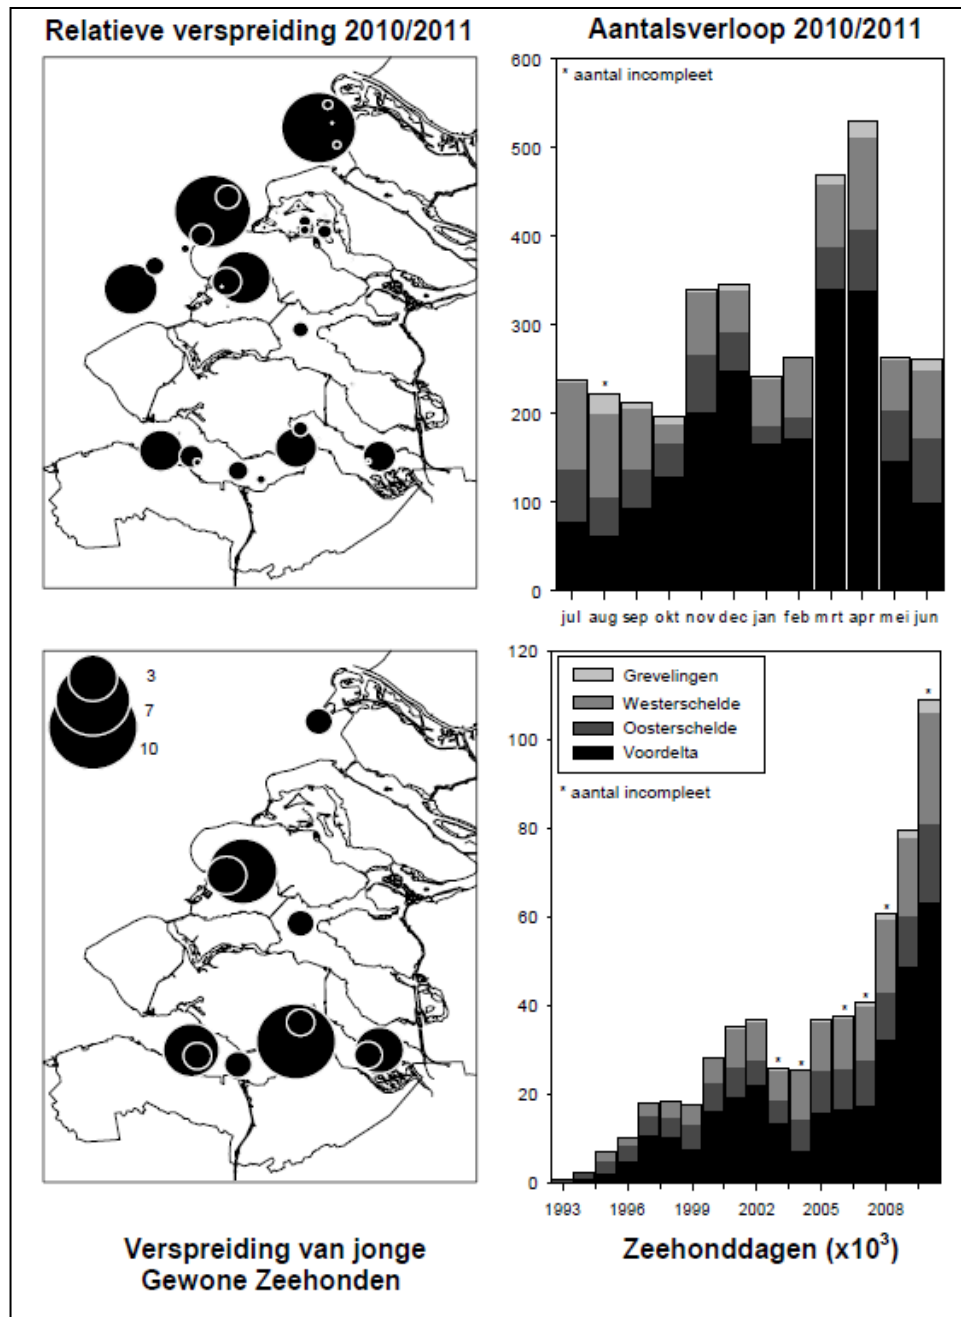 Relatieve verspreiding 2010/2011
Aantalsverloop 2010/2011
* aantal incompleet
600
500
400
300
200
100
0
*
jul aug sep okt nov dec jan feb mrt apr mei jun
3
7
10
Verspreiding van jonge
Gewone Zeehonden
120
100
80
60
40
20
0
Grevelingen
Westerschelde
Oosterschelde
Voordelta
* aantal incompleet
* * * * * *
1993 1996 1999 2002 2005 2008
Zeehonddagen (x10³)